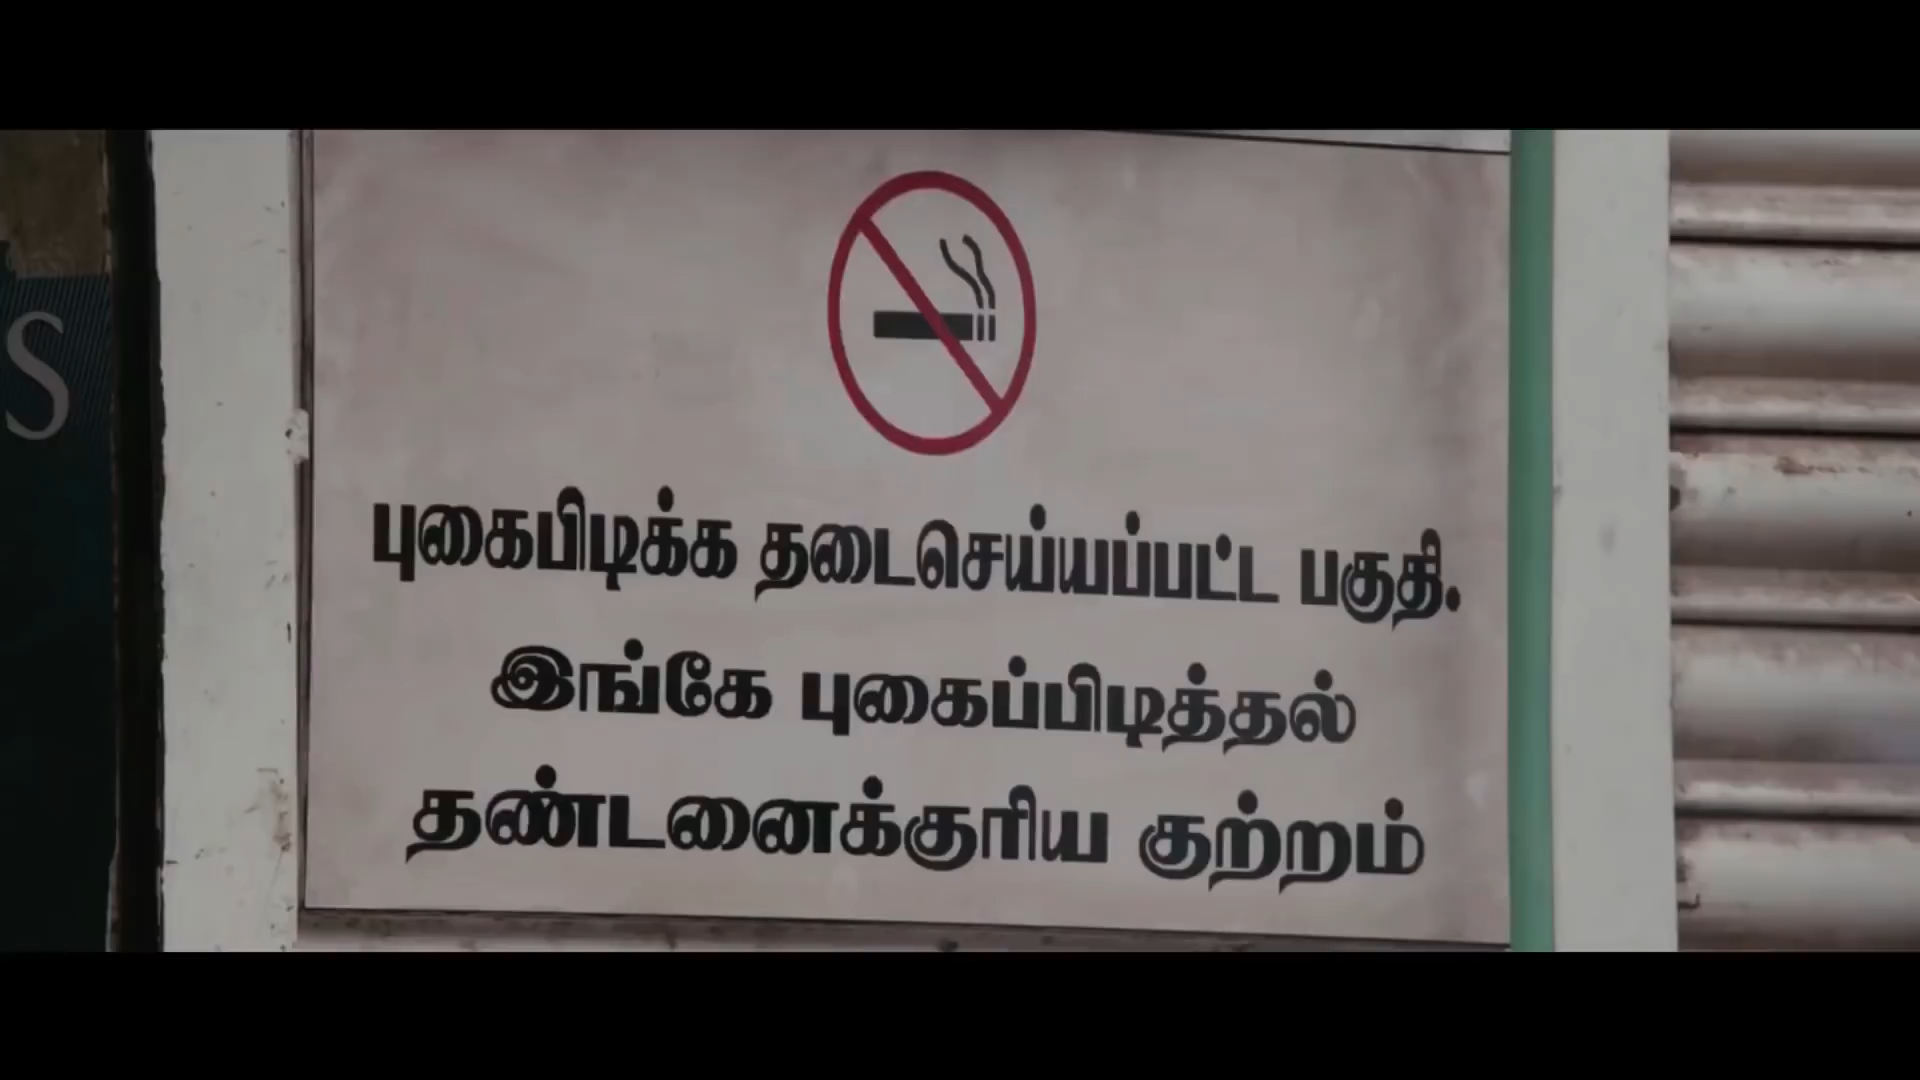 S
புகைபிடிக்க தடைசெய்யப்பட்ட பகுதி.
இங்கே புகைப்பிடித்தல்
தண்டனைக்குரிய குற்றம்